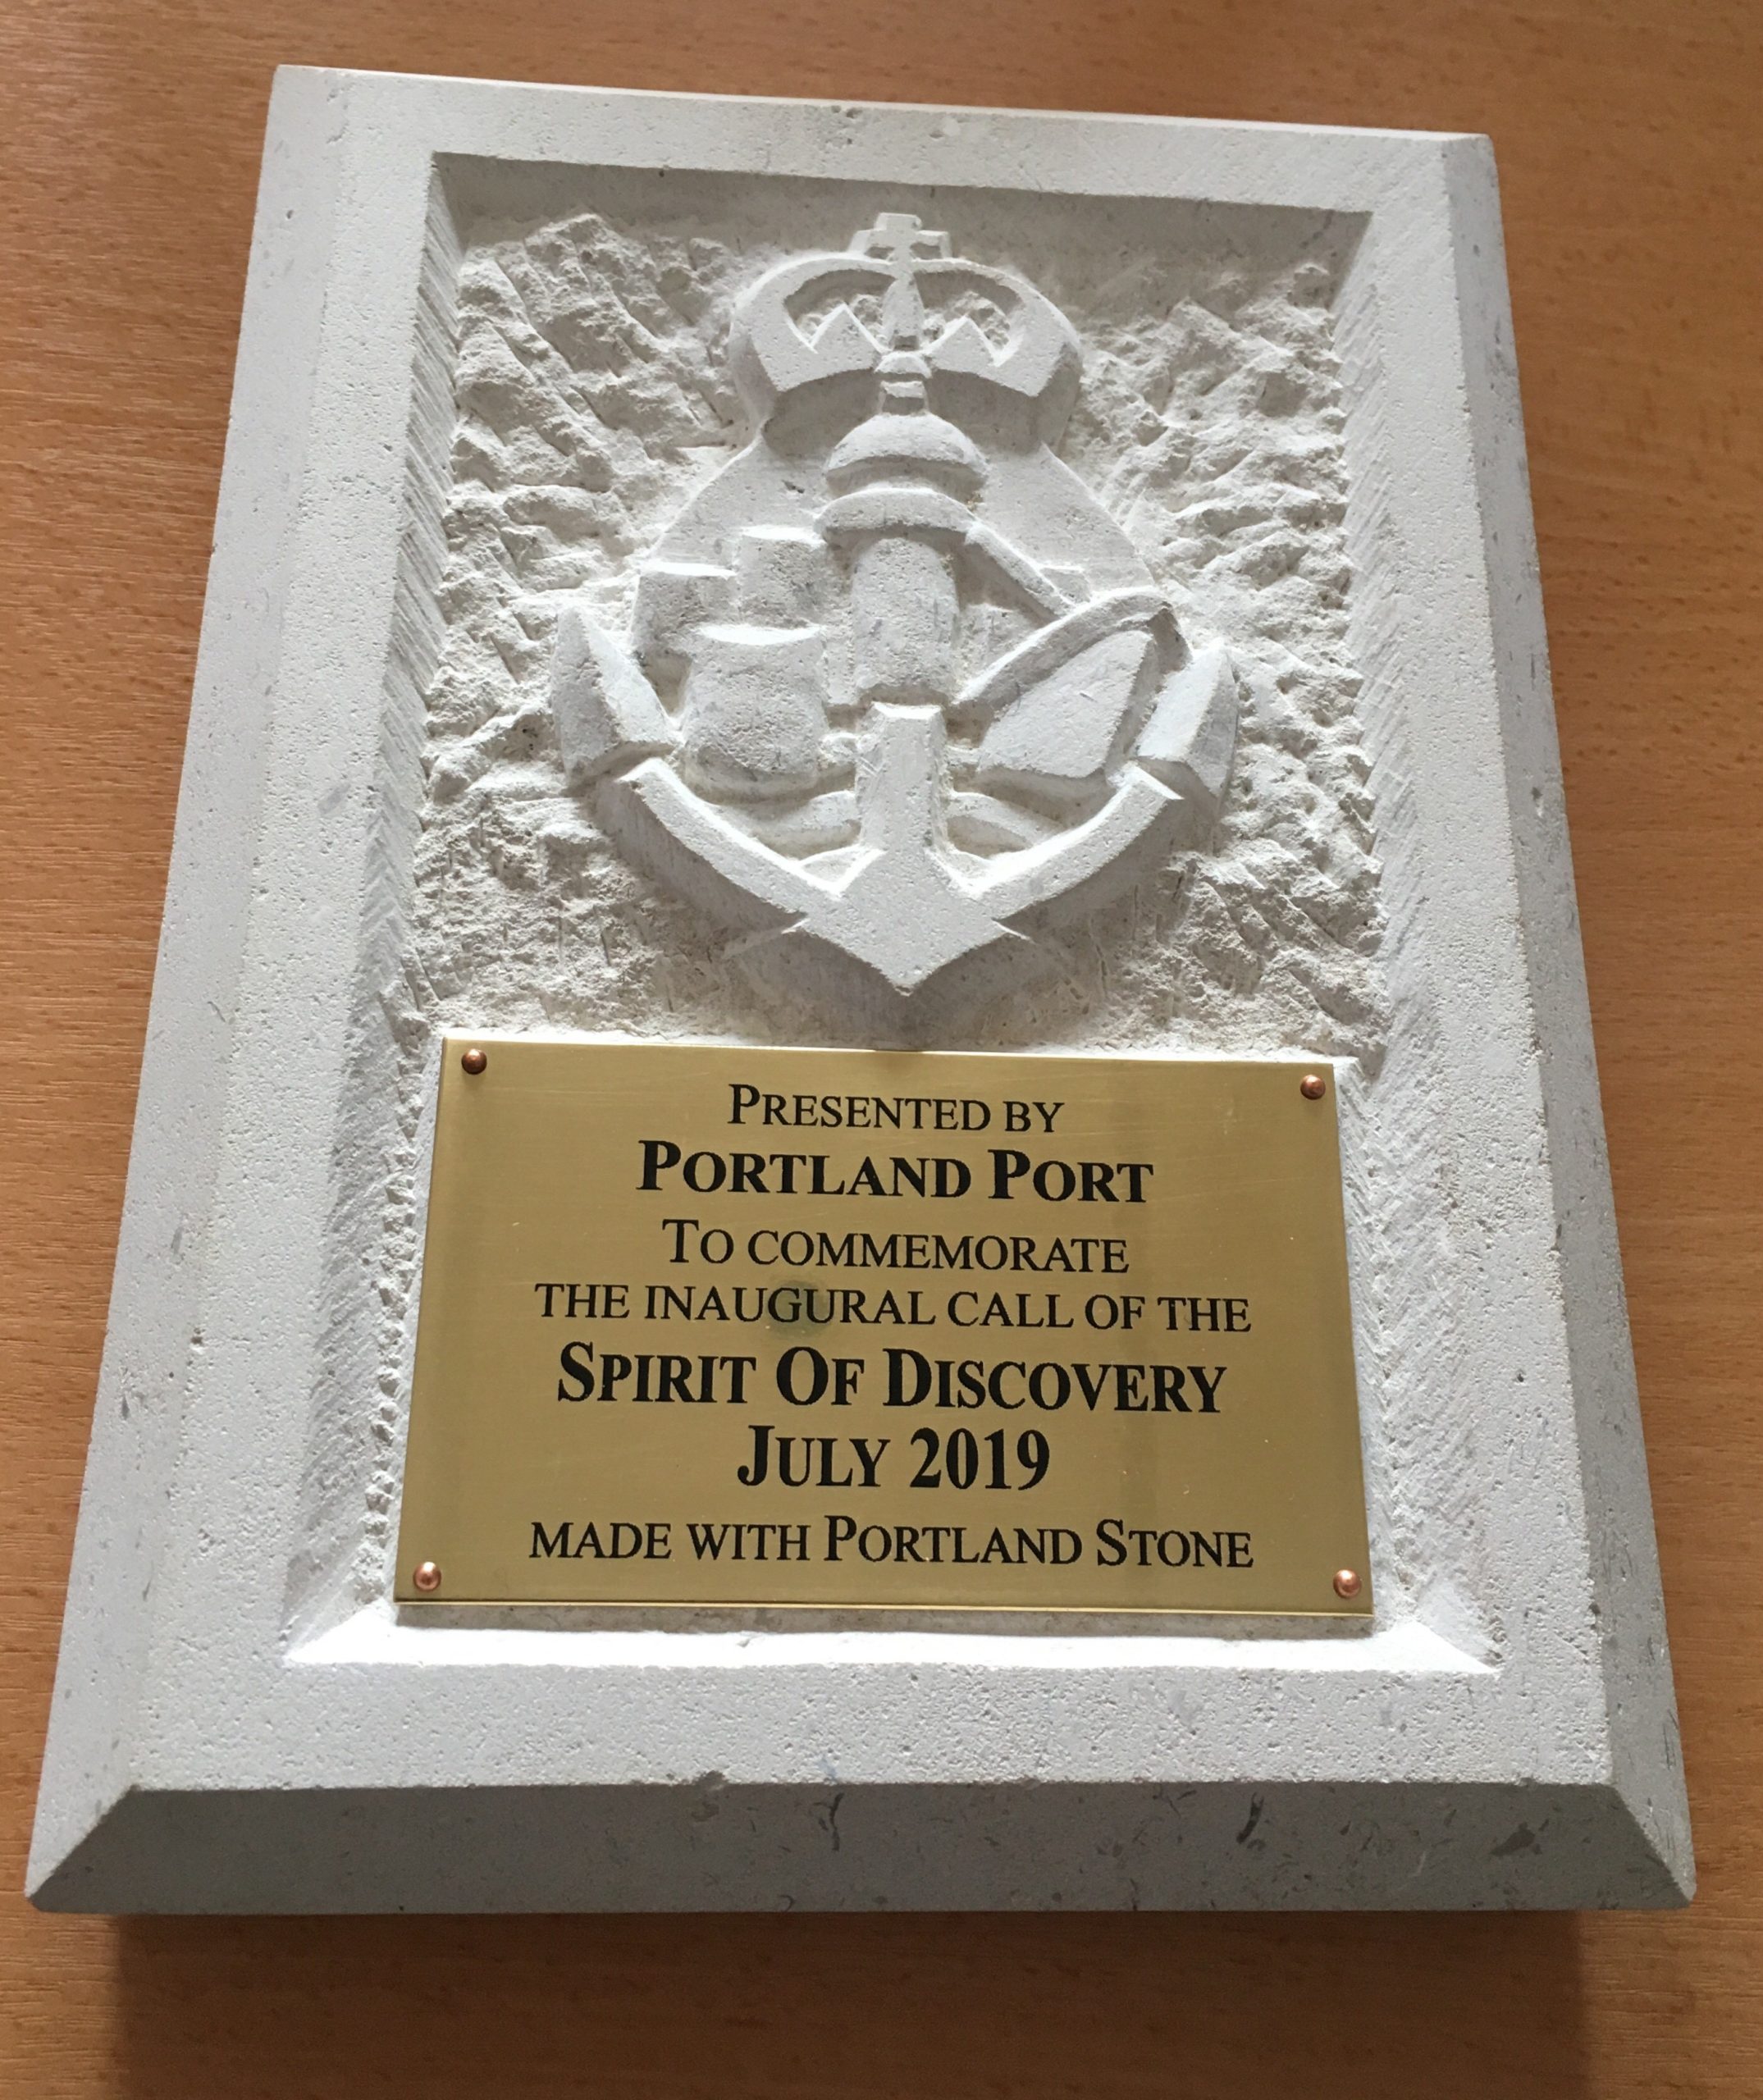 PRESENTED BY
PORTLAND PORT
TO COMMEMORATE
THE INAUGURAL CALL OF THE
SPIRIT OF DISCOVERY
JULY 2019
MADE WITH PORTLAND STONE